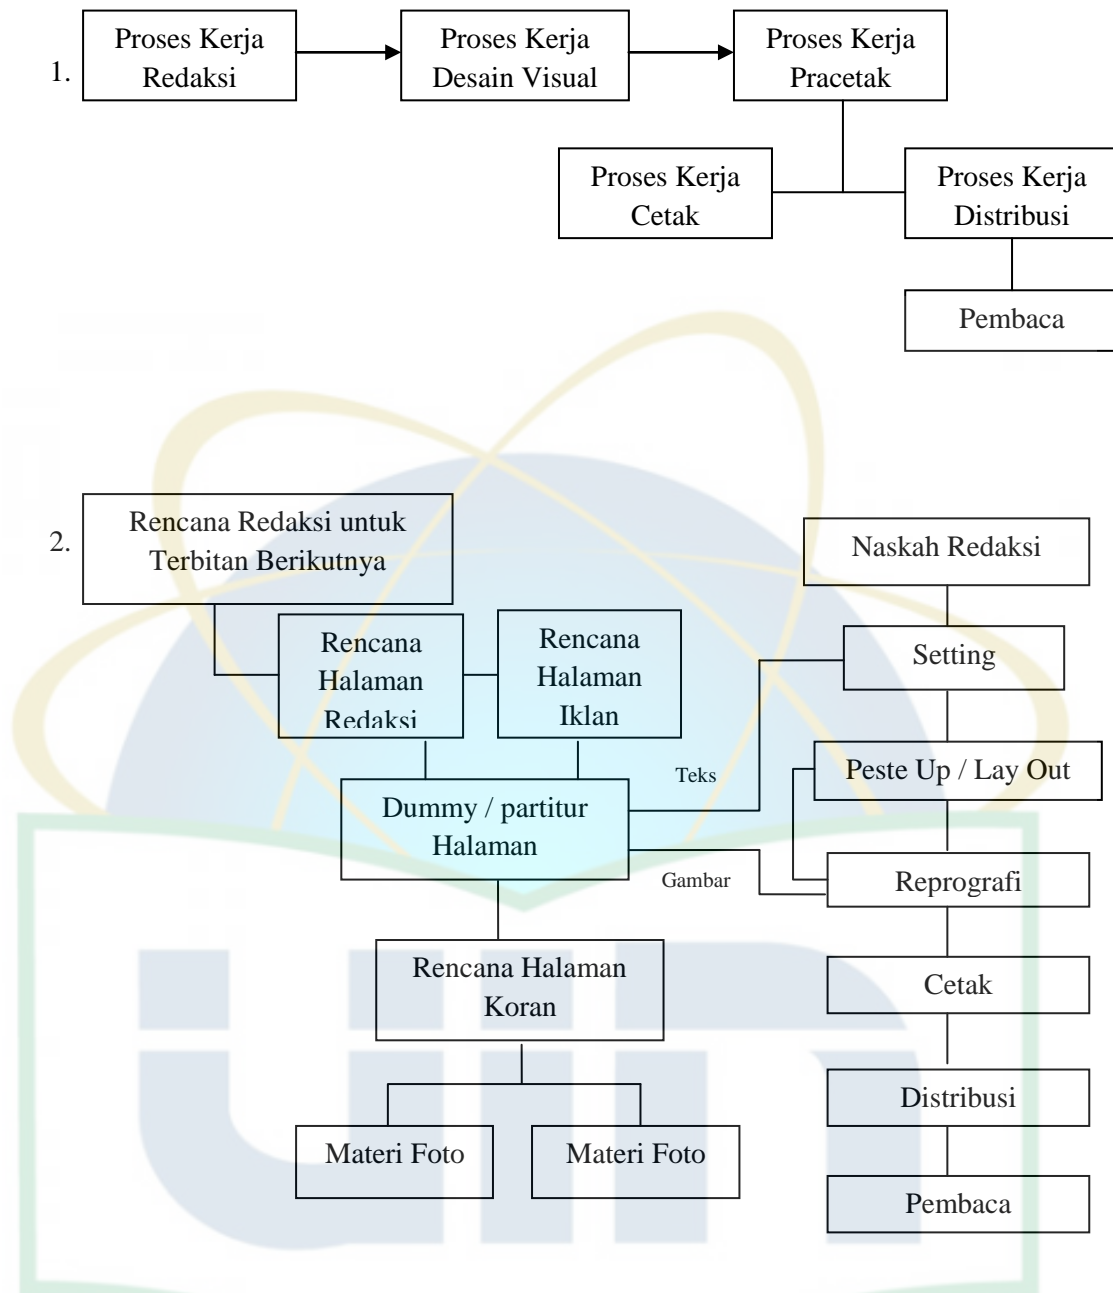 1.
Proses Kerja
Redaksi
Proses Kerja
Desain Visual
Proses Kerja
Pracetak
Proses Kerja
Cetak
Proses Kerja
Distribusi
Pembaca
2.
Rencana Redaksi untuk
Terbitan Berikutnya
Naskah Redaksi
Rencana
Halaman
Redaksi
Rencana
Halaman
Iklan
Setting
Teks
Peste Up / Lay Out
Dummy / partitur
Halaman
Gambar
Reprografi
Rencana Halaman
Koran
Cetak
Distribusi
Materi Foto
Materi Foto
Pembaca
uin